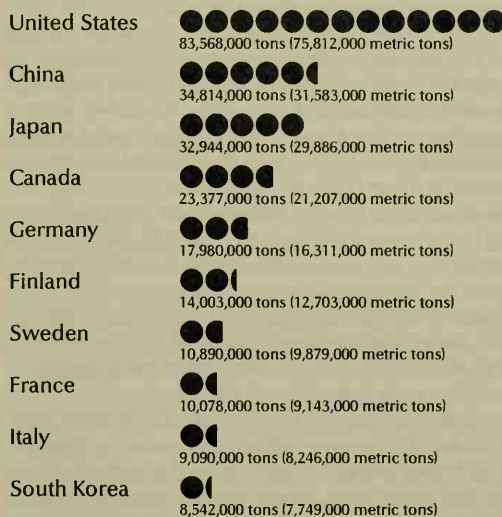 United States
83,568,000 tons (75,812,000 metric tons)
China
34,814,000 tons (31,583,000 metric tons)
Japan
32,944,000 tons (29,886,000 metric tons)
Canada
23,377,000 tons (21,207,000 metric tons)
Germany
17,980,000 tons (16,311,000 metric tons)
Finland
14,003,000 tons (12,703,000 metric tons)
Sweden
10,890,000 tons (9,879,000 metric tons)
France
10,078,000 tons (9,143,000 metric tons)
Italy
9,090,000 tons (8,246,000 metric tons)
South Korea
8,542,000 tons (7,749,000 metric tons)